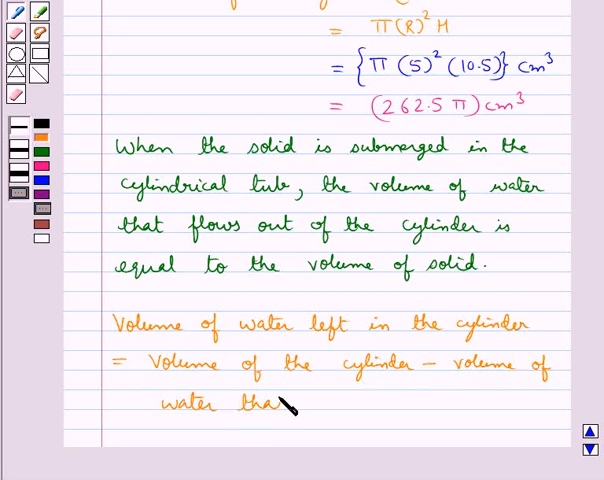 = π(R)² H
= {π (5)² (10.5)} cm³
= (262.5 π) cm³
When the solid is submerged in the
cylindrical tub, the volume of water
that flows out of the cylinder is
equal to the volume of solid.
Volume of water left in the cylinder
= Volume of the cylinder - volume of
water tha